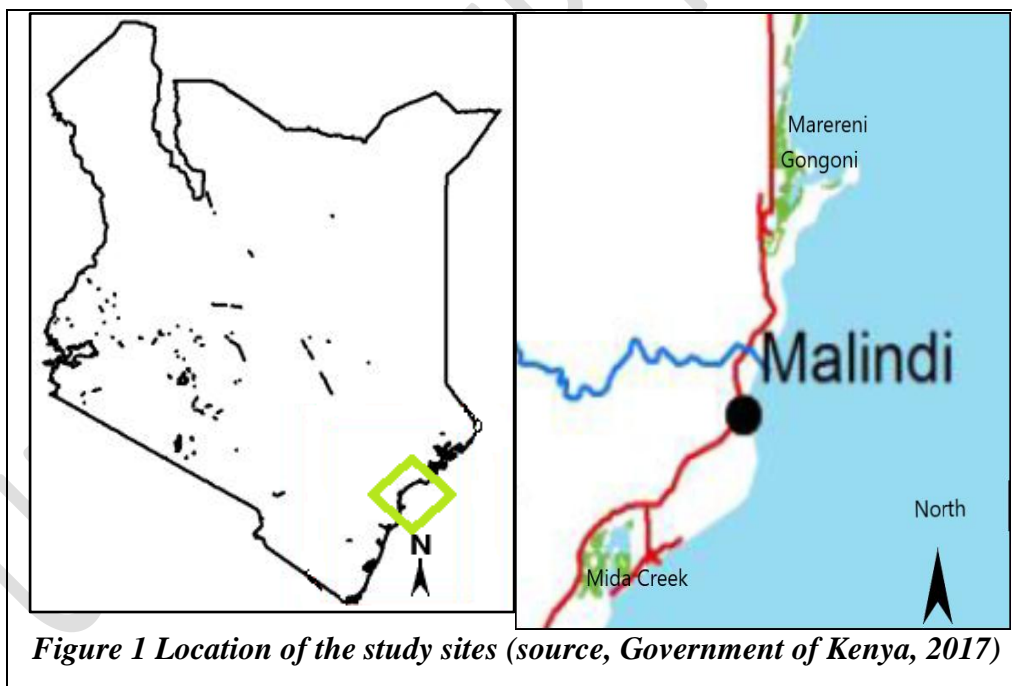 Marereni
Gongoni
Malindi
North
N
Mida Creek
Figure 1 Location of the study sites (source, Government of Kenya, 2017)